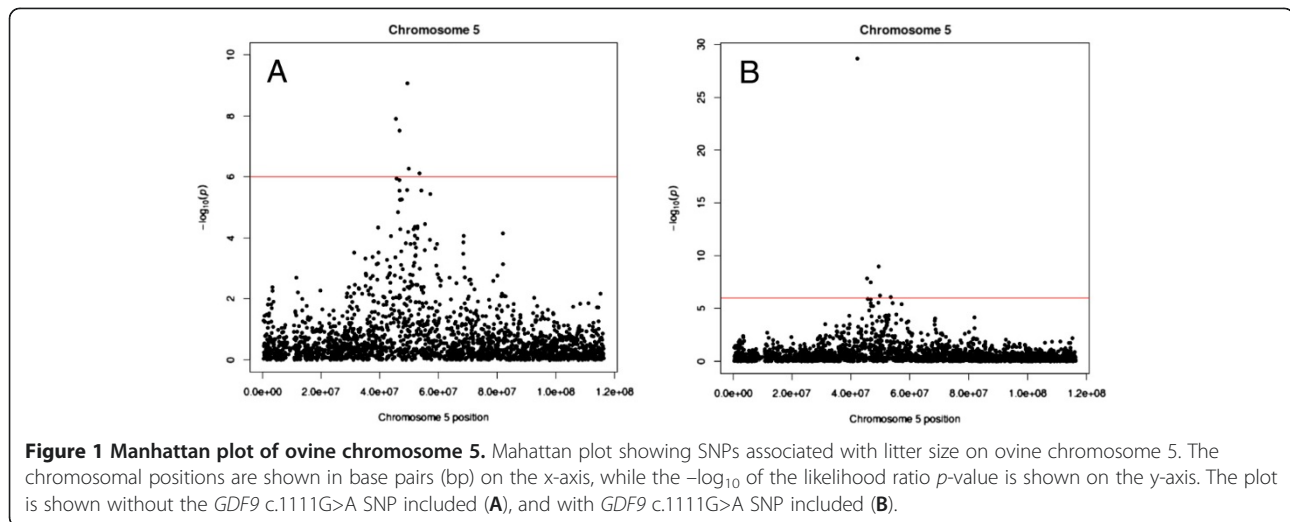 Chromosome 5
A
10
8
6
4
2
0
-log10(p)
0.0e+00 2.0e+07 4.0e+07 6.0e+07 8.0e+07 1.0e+08 1.2e+08
Chromosome 5 position
Chromosome 5
B
30
25
20
15
10
5
0
-log10(p)
0.0e+00 2.0e+07 4.0e+07 6.0e+07 8.0e+07 1.0e+08 1.2e+08
Chromosome 5 position
Figure 1 Manhattan plot of ovine chromosome 5. Mahattan plot showing SNPs associated with litter size on ovine chromosome 5. The
chromosomal positions are shown in base pairs (bp) on the x-axis, while the –log10 of the likelihood ratio p-value is shown on the y-axis. The plot
is shown without the GDF9 c.1111G>A SNP included (A), and with GDF9 c.1111G>A SNP included (B).